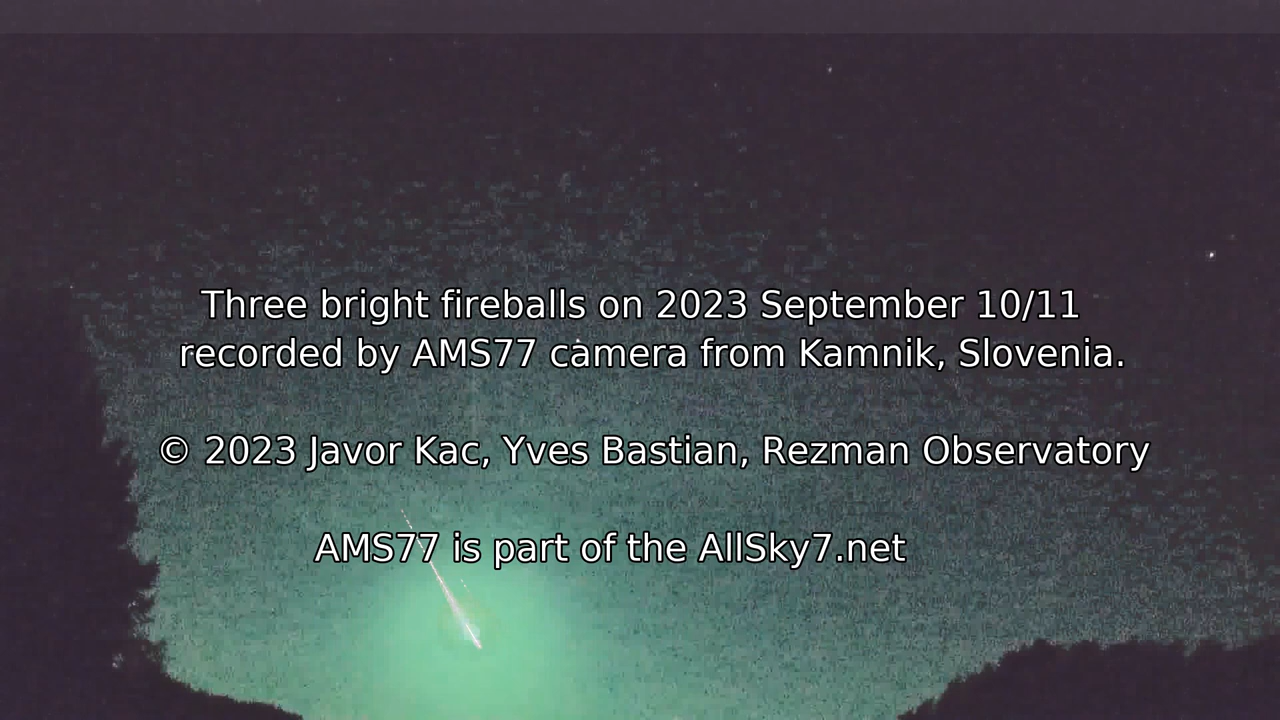 Three bright fireballs on 2023 September 10/11
recorded by AMS77 camera from Kamnik, Slovenia.
© 2023 Javor Kac, Yves Bastian, Rezman Observatory
AMS77 is part of the AllSky7.net